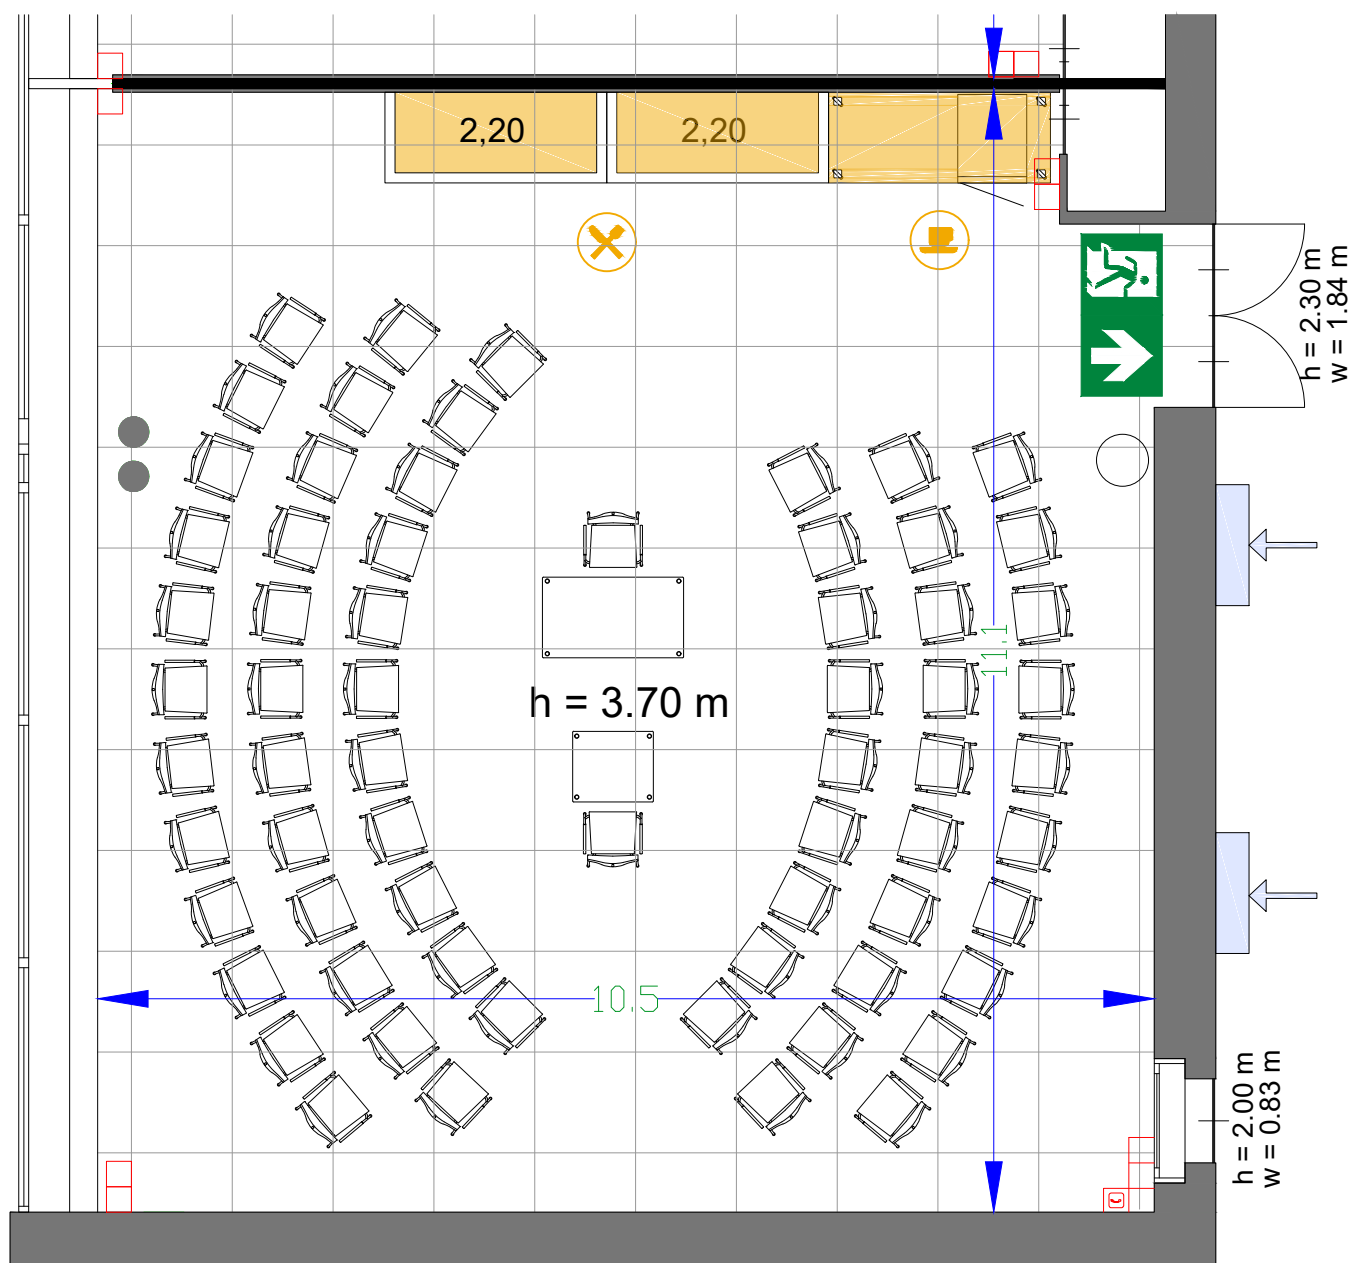 2,20
2,20
h = 2.30 m
w = 1.84 m
11.1
h = 3.70 m
10.5
h = 2.00 m
w = 0.83 m